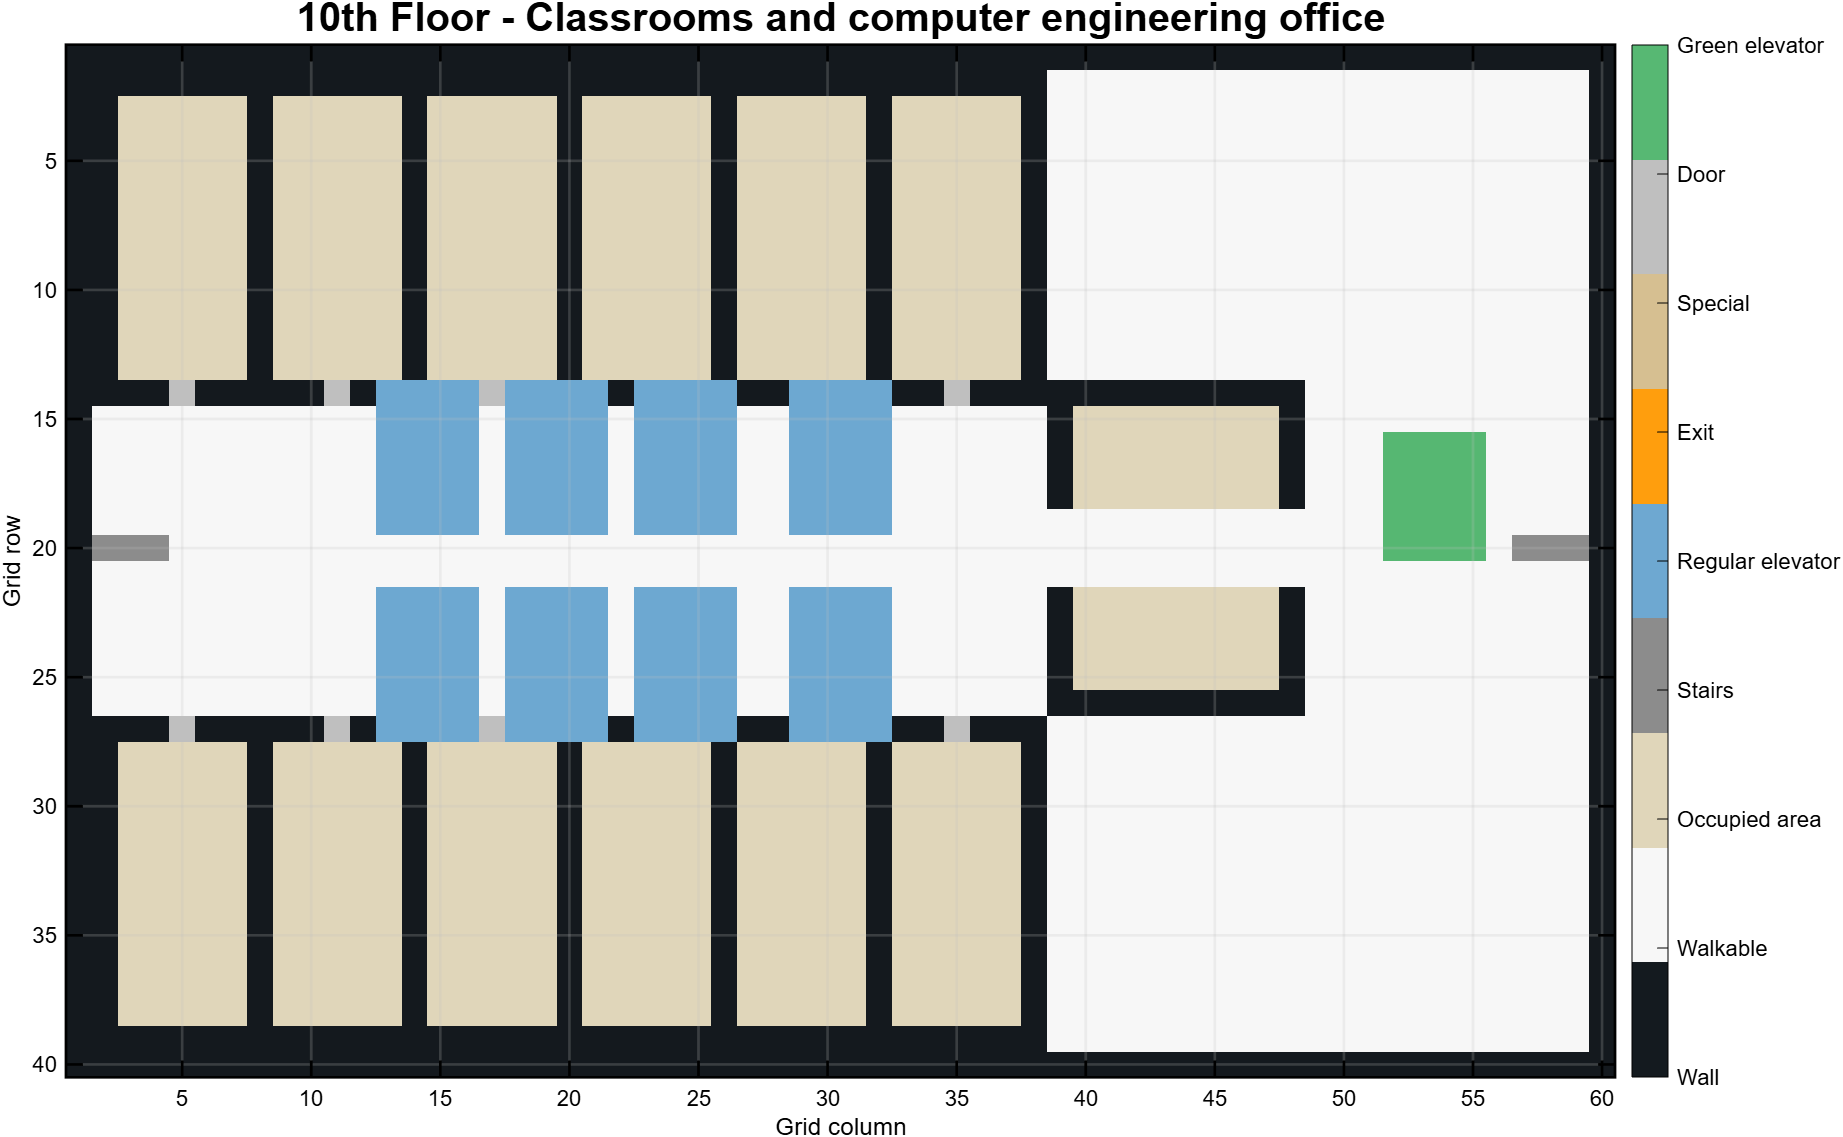 10th Floor - Classrooms and computer engineering office
Green elevator
Door
Special
Exit
Regular elevator
Stairs
Occupied area
Walkable
Wall
Grid row
5
10
15
20
25
30
35
40
5 10 15 20 25 30 35 40 45 50 55 60
Grid column